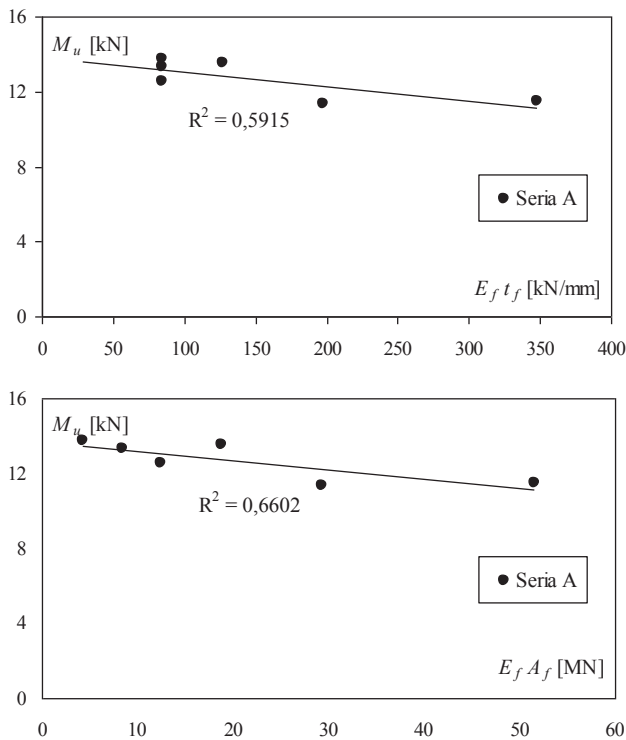 16
M_u [kN]
12
R² = 0,5915
8
Seria A
4
E_f t_f [kN/mm]
0
0 50 100 150 200 250 300 350 400
16
M_u [kN]
12
R² = 0,6602
8
Seria A
4
E_f A_f [MN]
0
0 10 20 30 40 50 60